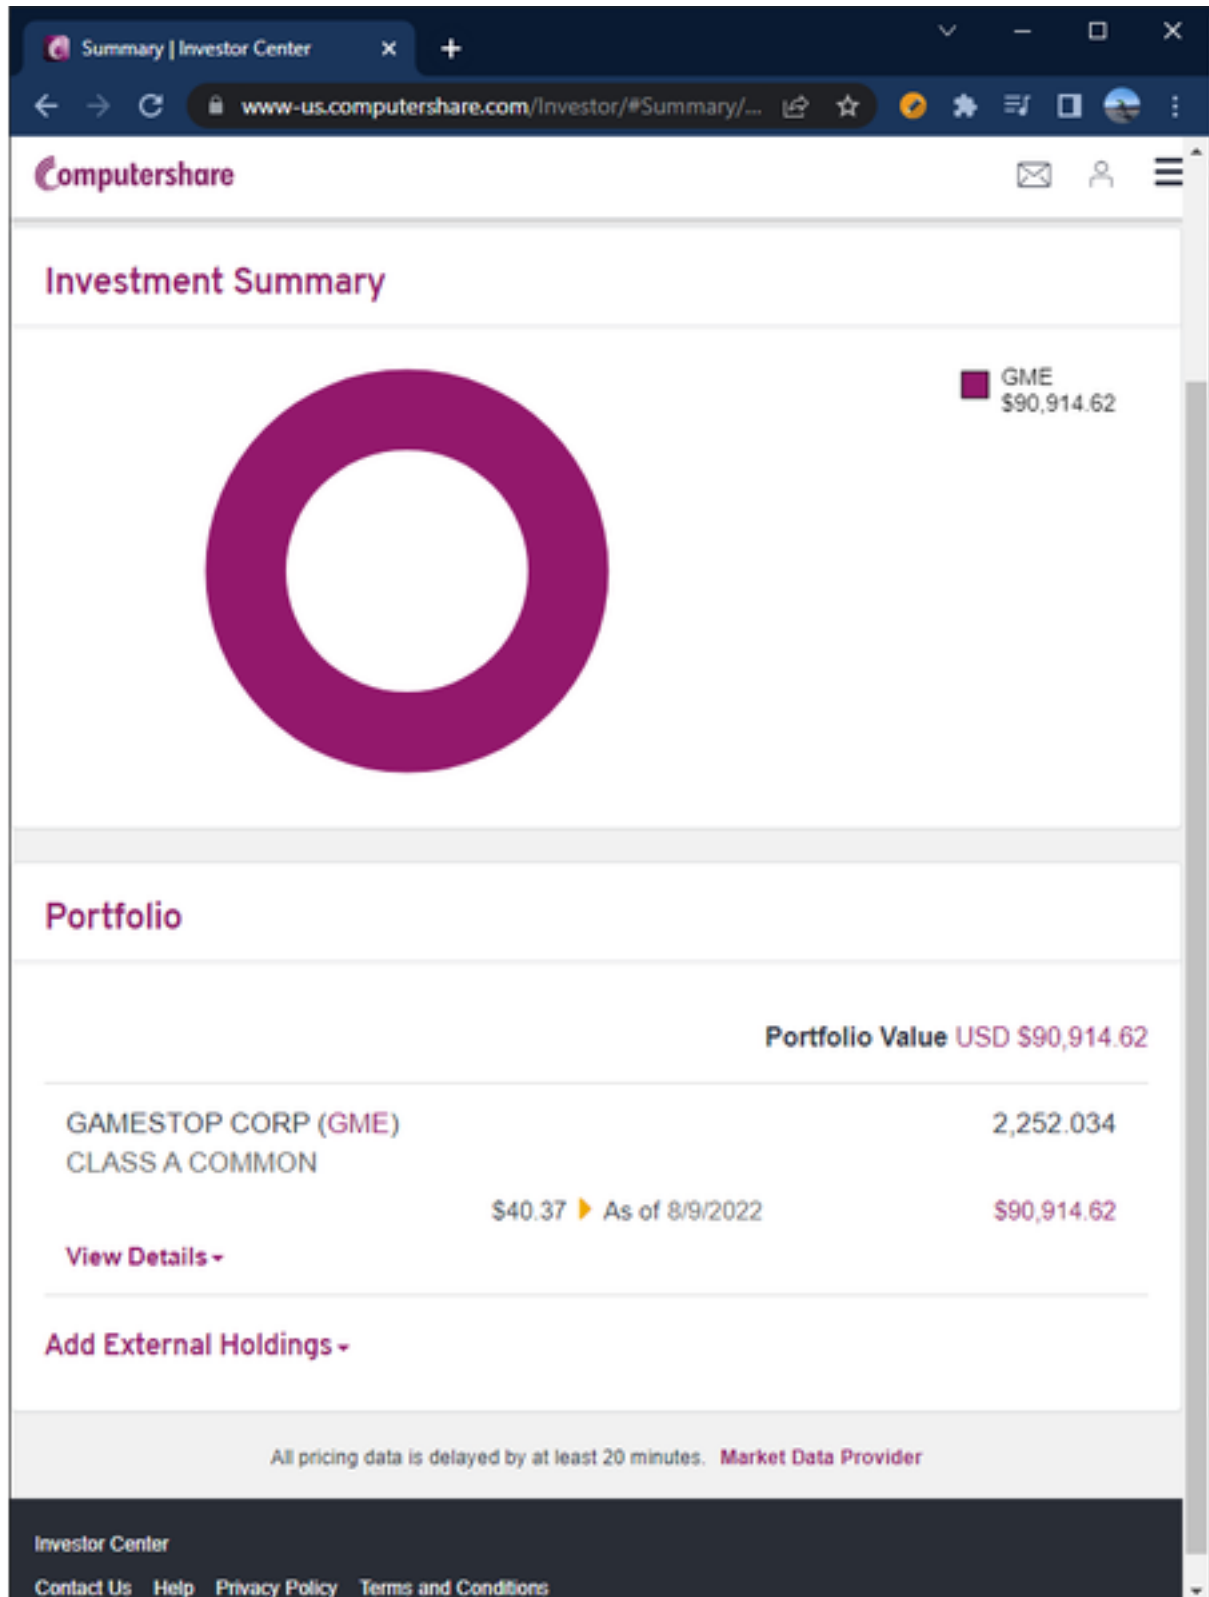 Summary | Investor Center
www-us.computershare.com/Investor/#Summary/...
Computershare
Investment Summary
GME
$90,914.62
Portfolio
Portfolio Value USD $90,914.62
GAMESTOP CORP (GME) 2,252.034
CLASS A COMMON
$40.37 As of 8/9/2022 $90,914.62
View Details
Add External Holdings
All pricing data is delayed by at least 20 minutes. Market Data Provider
Investor Center
Contact Us Help Privacy Policy Terms and Conditions